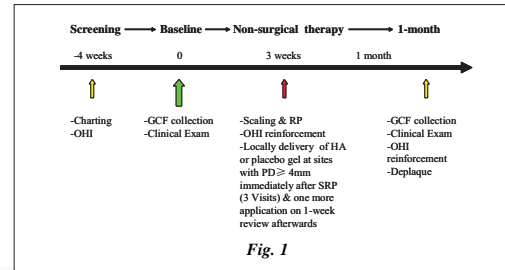 Screening Baseline Non-surgical therapy 1-month
-4 weeks 0 3 weeks 1 month
-Charting
-OHI
-GCF collection
-Clinical Exam
-Scaling & RP
-OHI reinforcement
-Locally delivery of HA
or placebo gel at sites
with PD≥ 4mm
immediately after SRP
(3 Visits) & one more
application on 1-week
review afterwards
-GCF collection
-Clinical Exam
-OHI
reinforcement
-Deplaque
Fig. 1